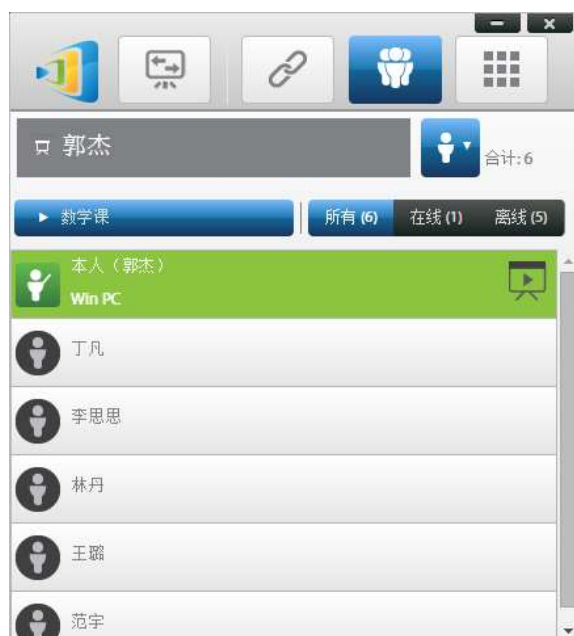 郭杰
合计:6
数学课
所有 (6)
在线 (1)
离线 (5)
本人（郭杰）
Win PC
丁凡
李思思
林丹
王璐
范宇